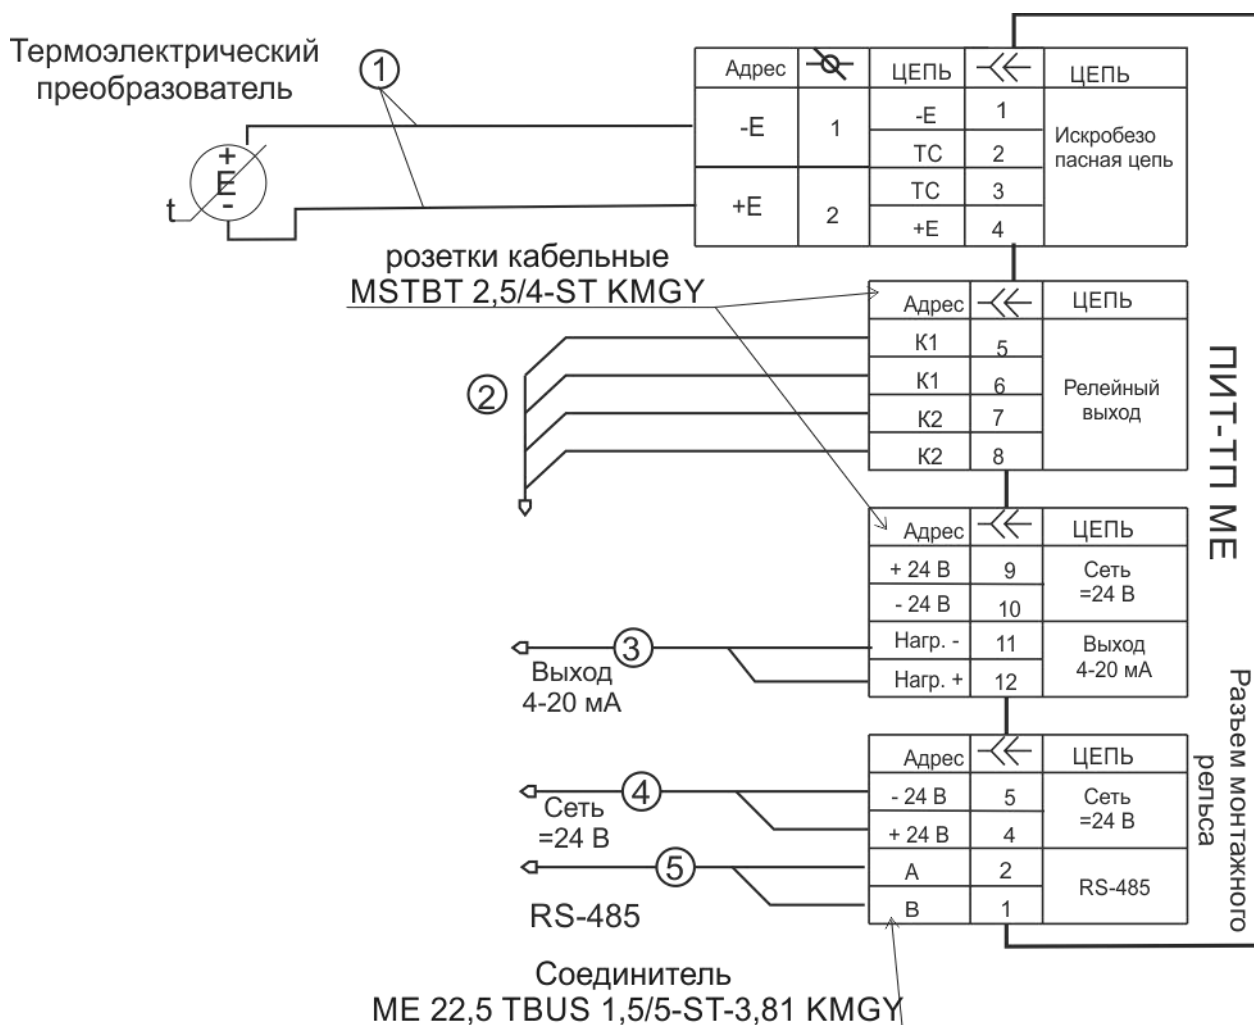 Термоэлектрический
преобразователь
1
+
E
-
t
Адрес ЦЕПЬ ЦЕПЬ
-E 1 -E 1 Искробезо
пасная цепь
ТС 2
+E 2 ТС 3
+E 4
розетки кабельные
MSTBT 2,5/4-ST KMGY
Адрес ЦЕПЬ
К1 5 Релейный
выход
К1 6
К2 7
К2 8
2
ПИТ-ТП МЕ
Адрес ЦЕПЬ
+ 24 В 9 Сеть
=24 В
- 24 В 10
Нагр. - 11 Выход
4-20 мА
Нагр. + 12
3
Выход
4-20 мА
Разъем монтажного
рельса
Адрес ЦЕПЬ
- 24 В 5 Сеть
=24 В
+ 24 В 4
A 2 RS-485
B 1
4
Сеть
=24 В
5
RS-485
Соединитель
ME 22,5 TBUS 1,5/5-ST-3,81 KMGY